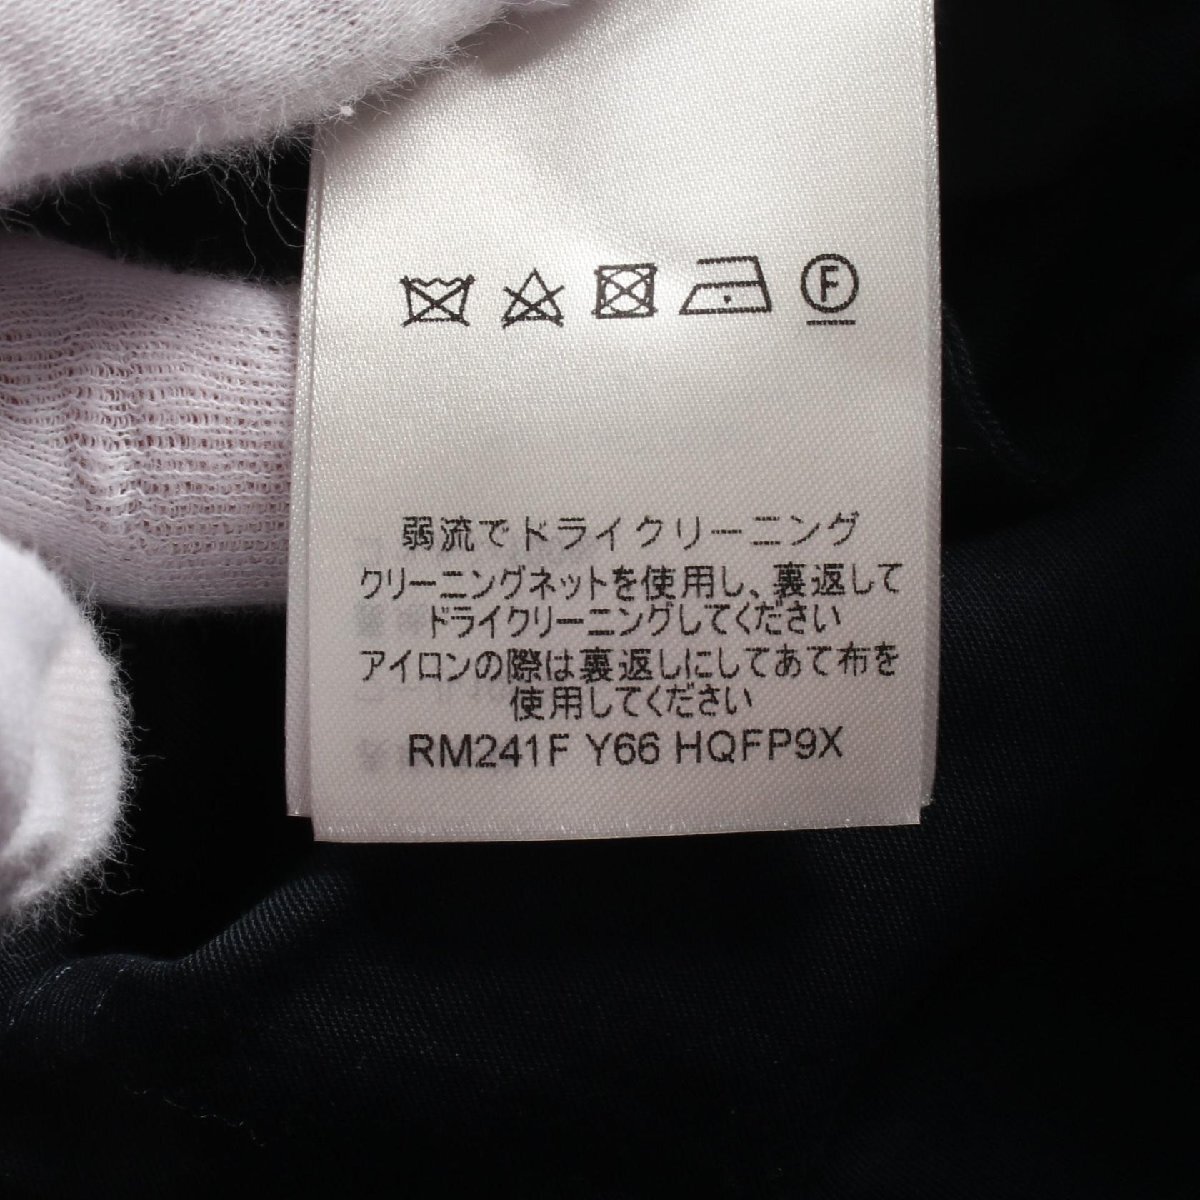 F
弱流でドライクリーニング
クリーニングネットを使用し、裏返して
ドライクリーニングしてください
アイロンの際は裏返しにしてあて布を
使用してください
RM241F Y66 HQFP9X